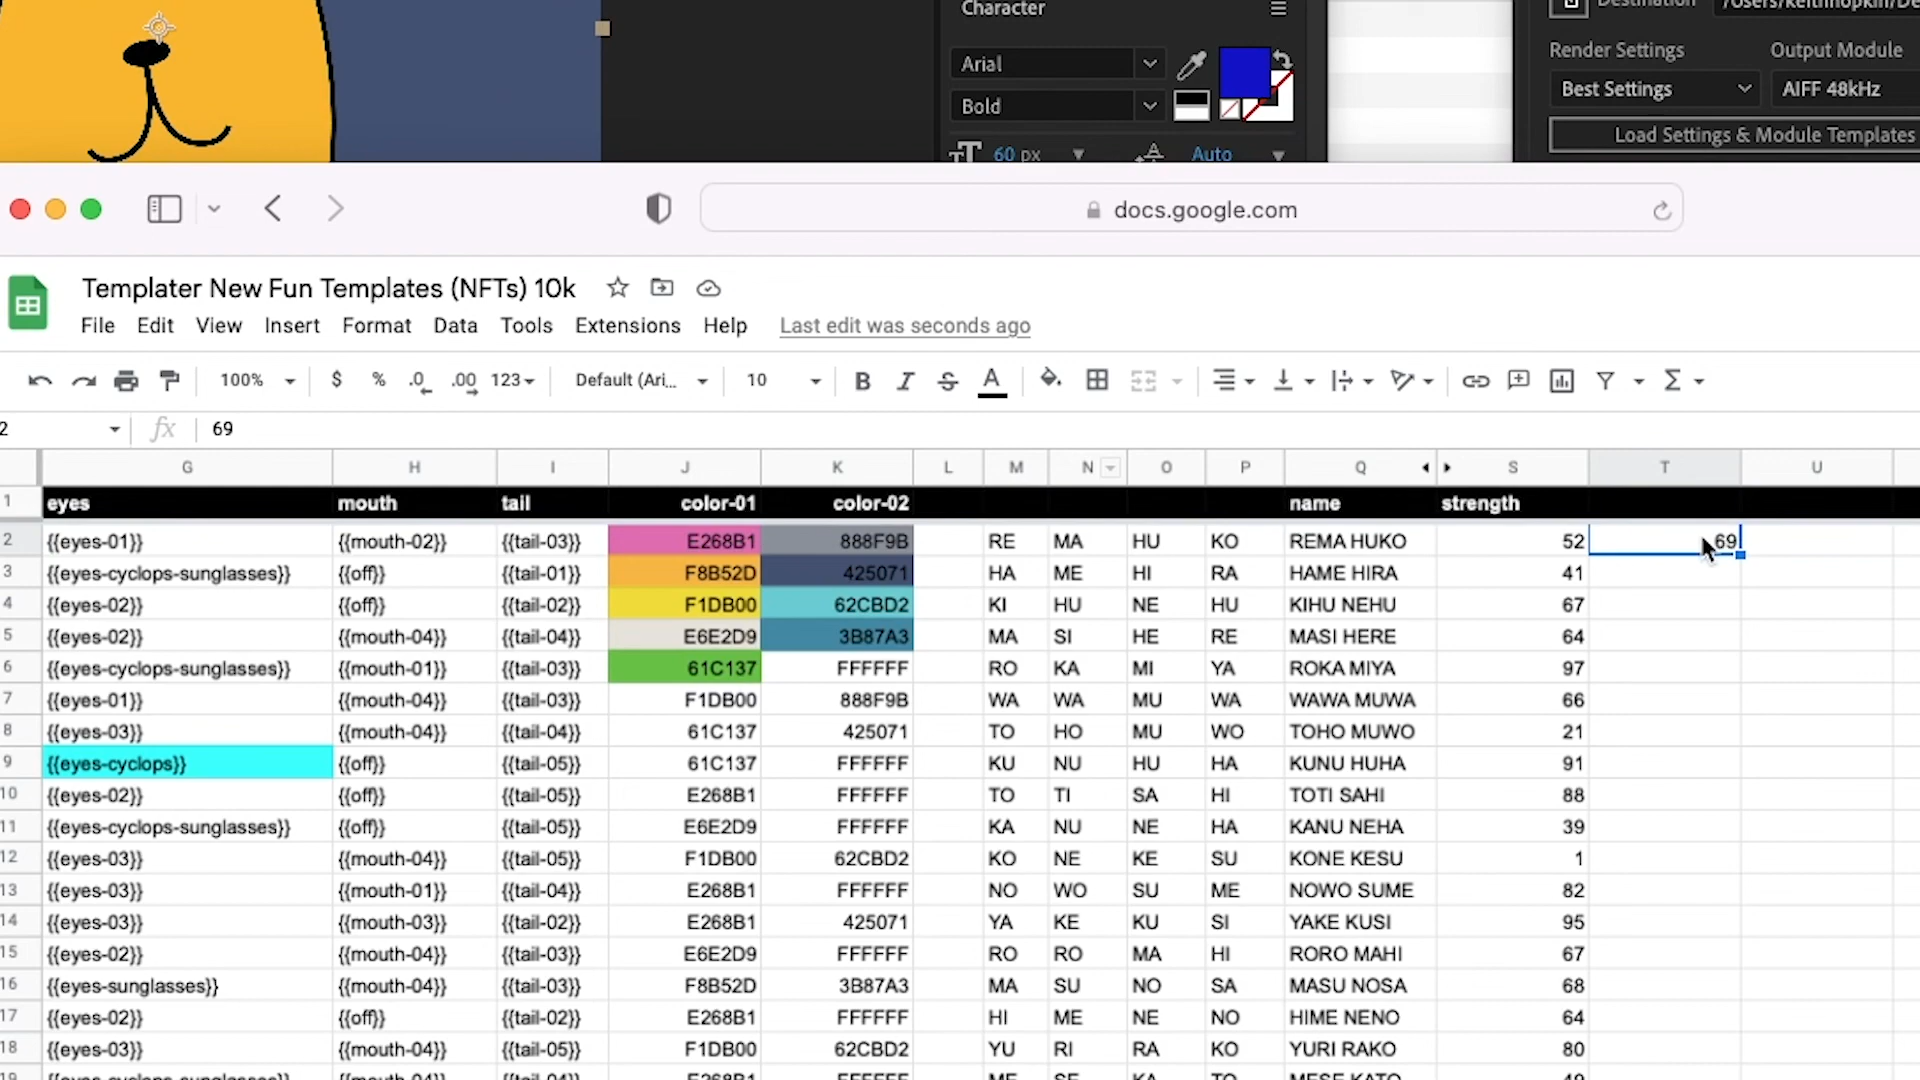 Character
Arial
Bold
60 px
Auto
Destination
Render Settings
Output Module
Best Settings
AIFF 48kHz
Load Settings & Module Templates
docs.google.com
Templater New Fun Templates (NFTs) 10k
File Edit View Insert Format Data Tools Extensions Help Last edit was seconds ago
100% $ % .0 .00 123 Default (Ari... 10 B I S A
2 fx 69
G H I J K L M N O P Q S T U
1 eyes mouth tail color-01 color-02 name strength
2 {{eyes-01}} {{mouth-02}} {{tail-03}} E268B1 888F9B RE MA HU KO REMA HUKO 52 69
3 {{eyes-cyclops-sunglasses}} {{off}} {{tail-01}} F8B52D 425071 HA ME HI RA HAME HIRA 41
4 {{eyes-02}} {{off}} {{tail-02}} F1DB00 62CBD2 KI HU NE HU KIHU NEHU 67
5 {{eyes-02}} {{mouth-04}} {{tail-04}} E6E2D9 3B87A3 MA SI HE RE MASI HERE 64
6 {{eyes-cyclops-sunglasses}} {{mouth-01}} {{tail-03}} 61C137 FFFFFF RO KA MI YA ROKA MIYA 97
7 {{eyes-01}} {{mouth-04}} {{tail-03}} F1DB00 888F9B WA WA MU WA WAWA MUWA 66
8 {{eyes-03}} {{mouth-04}} {{tail-04}} 61C137 425071 TO HO MU WO TOHO MUWO 21
9 {{eyes-cyclops}} {{off}} {{tail-05}} 61C137 FFFFFF KU NU HU HA KUNU HUHA 91
10 {{eyes-02}} {{off}} {{tail-05}} E268B1 FFFFFF TO TI SA HI TOTI SAHI 88
11 {{eyes-cyclops-sunglasses}} {{off}} {{tail-05}} E6E2D9 FFFFFF KA NU NE HA KANU NEHA 39
12 {{eyes-03}} {{mouth-04}} {{tail-05}} F1DB00 62CBD2 KO NE KE SU KONE KESU 1
13 {{eyes-03}} {{mouth-01}} {{tail-04}} E268B1 FFFFFF NO WO SU ME NOWO SUME 82
14 {{eyes-03}} {{mouth-03}} {{tail-02}} E268B1 425071 YA KE KU SI YAKE KUSI 95
15 {{eyes-02}} {{mouth-04}} {{tail-03}} E6E2D9 FFFFFF RO RO MA HI RORO MAHI 67
16 {{eyes-sunglasses}} {{mouth-04}} {{tail-03}} F8B52D 3B87A3 MA SU NO SA MASU NOSA 68
17 {{eyes-02}} {{off}} {{tail-02}} E268B1 FFFFFF HI ME NE NO HIME NENO 64
18 {{eyes-03}} {{mouth-04}} {{tail-05}} F1DB00 62CBD2 YU RI RA KO YURI RAKO 80